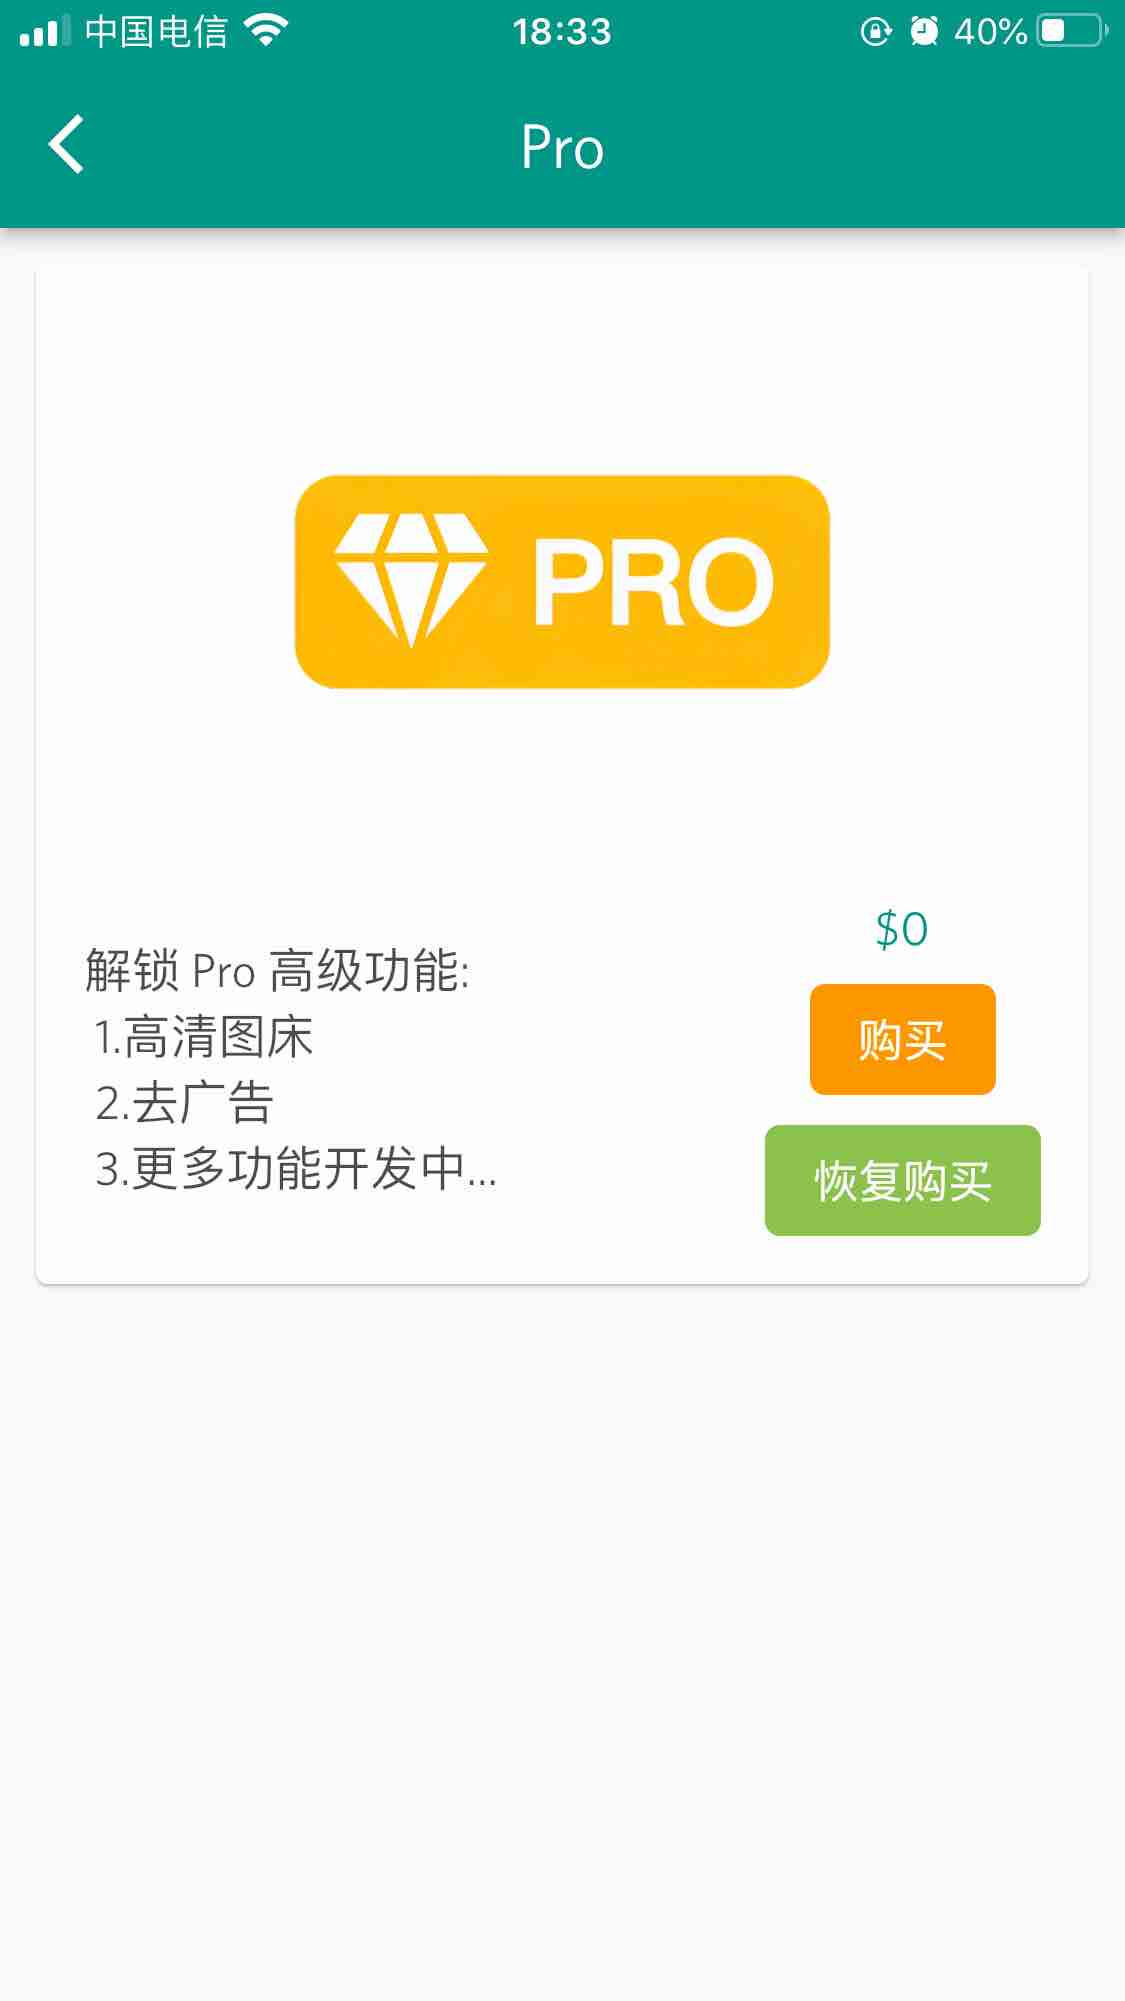 中国电信
18:33
40%
Pro
PRO
$0
解锁 Pro 高级功能:
1.高清图床
2.去广告
3.更多功能开发中...
购买
恢复购买